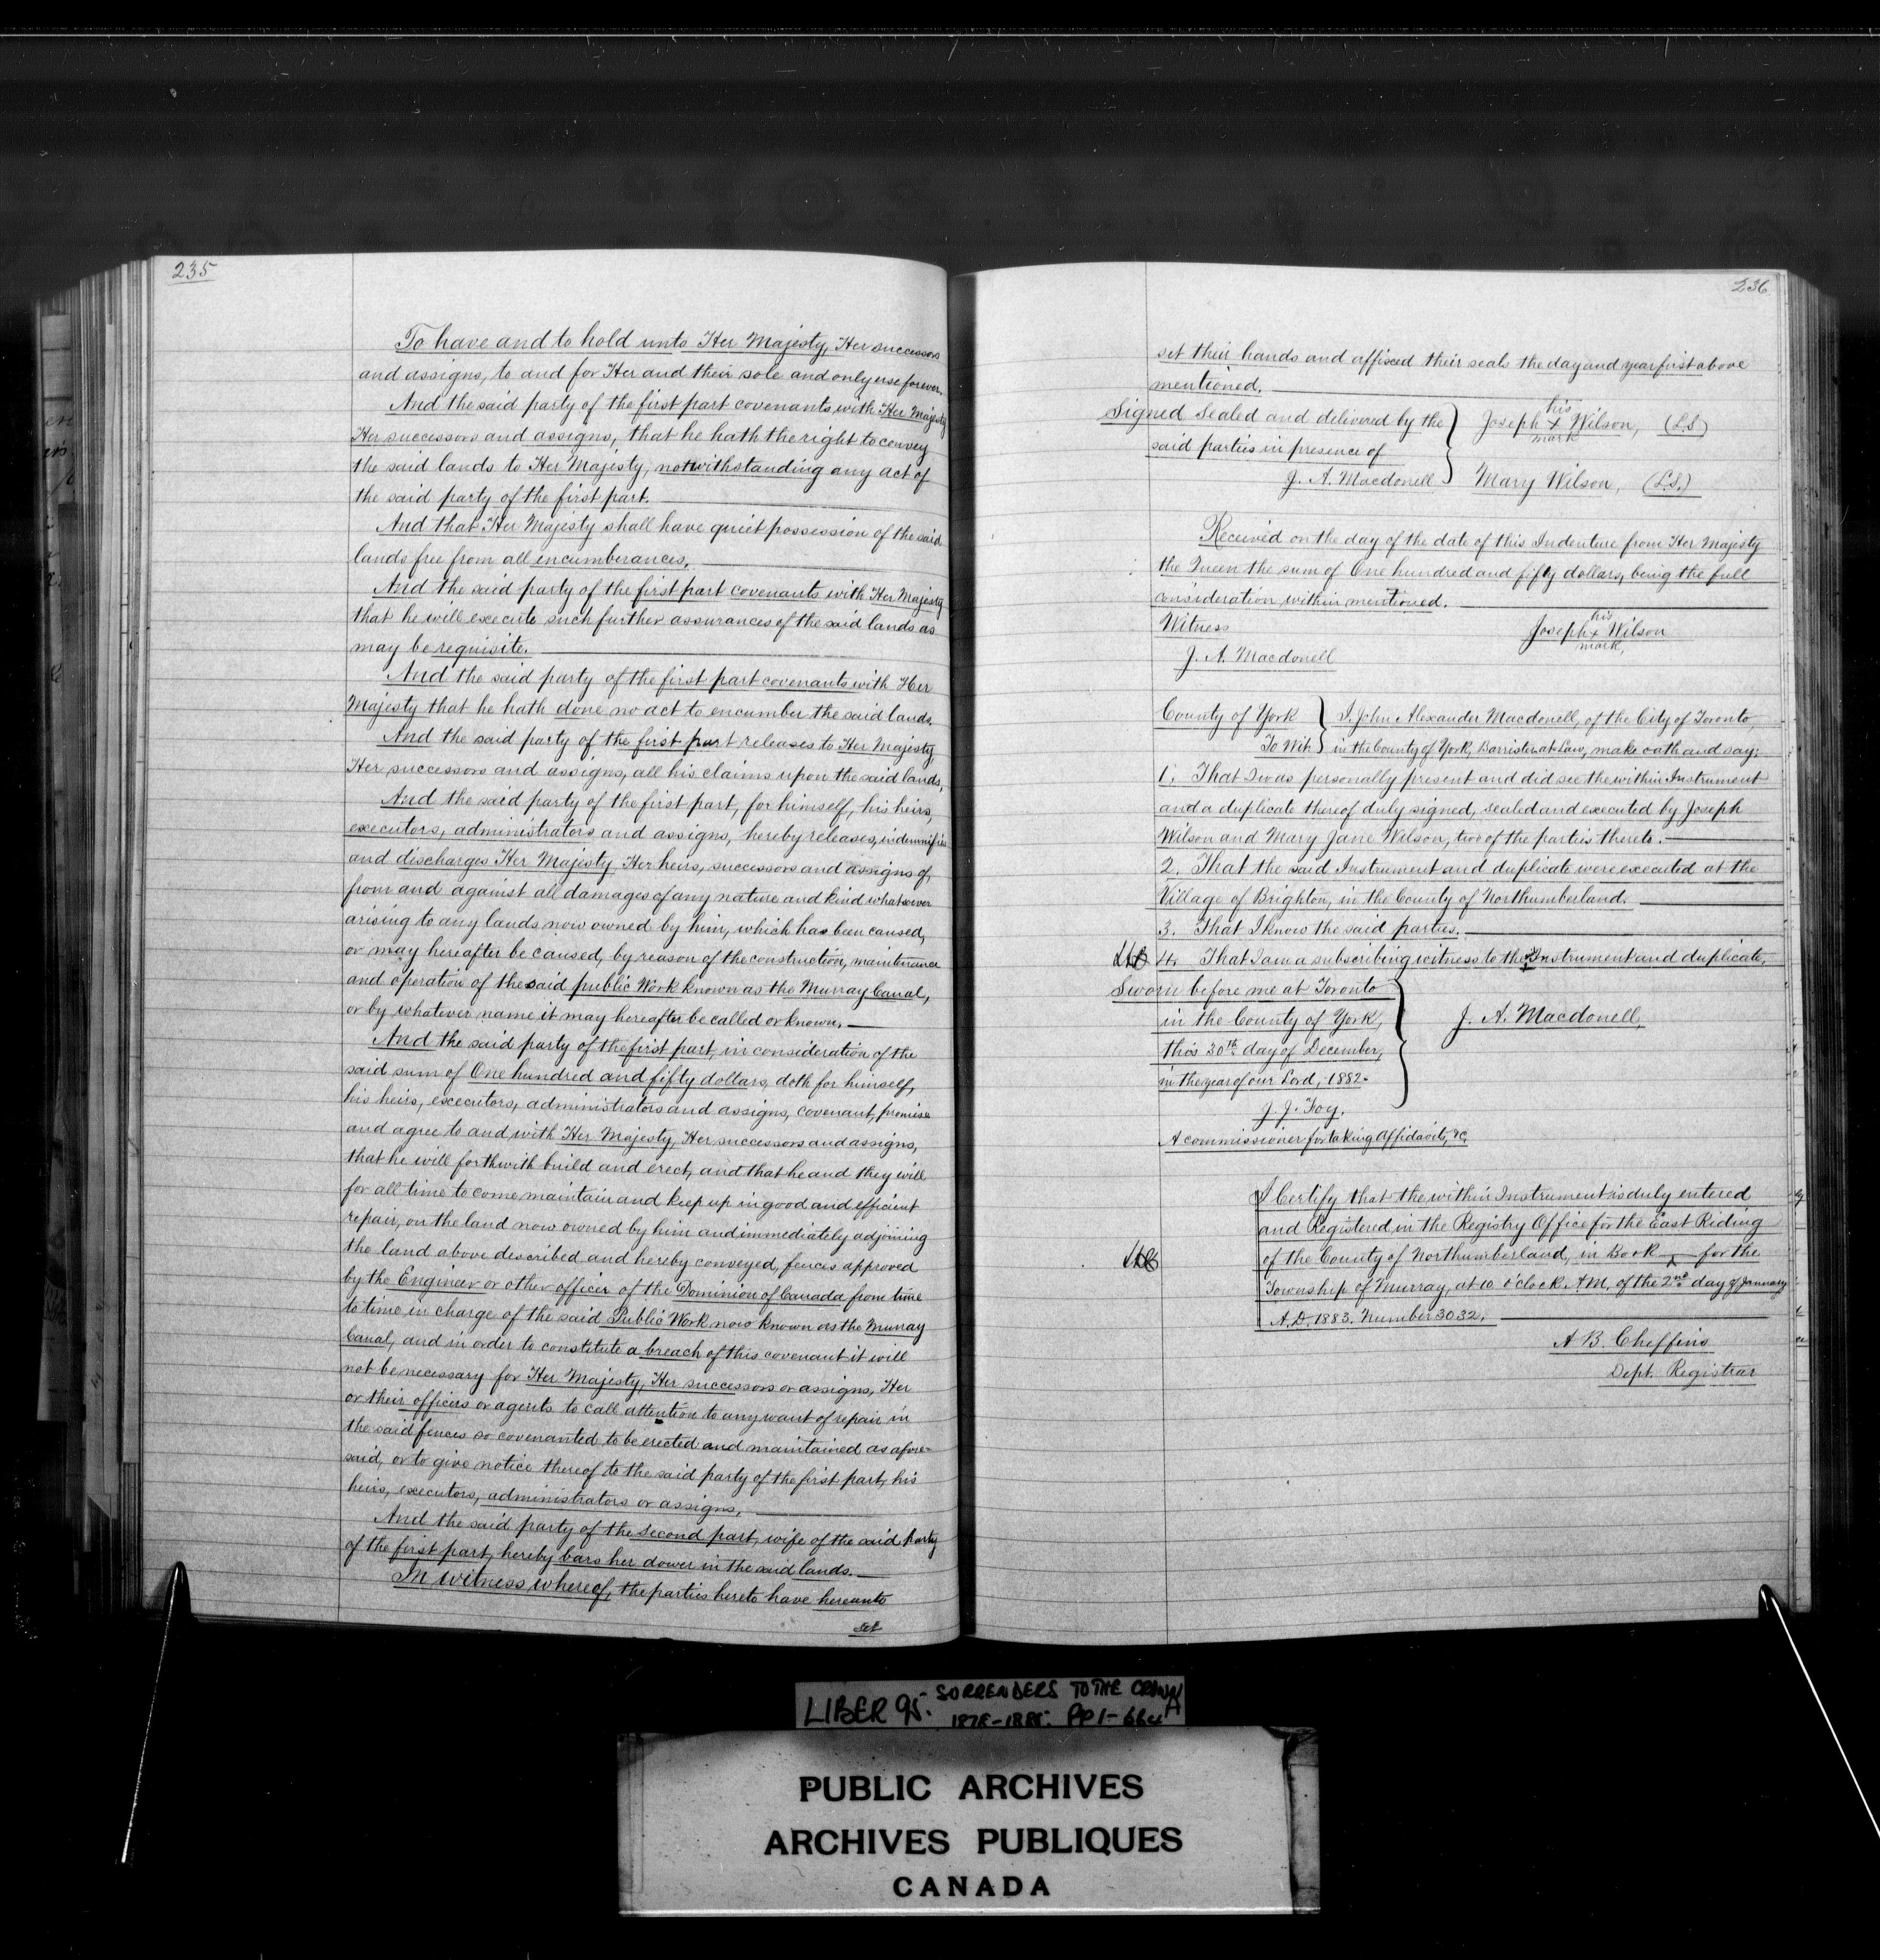 235
To have and to hold unto Her Majesty, Her successors
and assigns, to and for Her and their sole and only use forever.
And the said party of the first part covenants with Her Majesty
Her successors and assigns, that he hath the right to convey
the said lands to Her Majesty, notwithstanding any act of
the said party of the first part.
And that Her Majesty shall have quiet possession of the said
lands free from all encumberances.
And the said party of the first part covenants with Her Majesty
that he will execute such further assurances of the said lands as
may be requisite.
And the said party of the first part covenants with Her
Majesty that he hath done no act to encumber the said lands.
And the said party of the first part releases to Her Majesty
Her successors and assigns, all his claims upon the said lands,
And the said party of the first part, for himself, his heirs,
executors, administrators and assigns, hereby releases, indemnifies
and discharges Her Majesty, Her heirs, successors and assigns of,
from and against all damages of any nature and kind whatsoever
arising to any lands now owned by him, which has been caused,
or may hereafter be caused, by reason of the construction, maintenance
and operation of the said public Work known as the Murray Canal,
or by whatever name it may hereafter be called or known.
And the said party of the first part, in consideration of the
said sum of One hundred and fifty dollars, doth for himself,
his heirs, executors, administrators and assigns, covenant, promise
and agree to and with Her Majesty, Her successors and assigns,
that he will forthwith build and erect, and that he and they will
for all time to come maintain and keep up in good and efficient
repair, on the land now owned by him and immediately adjoining
the land above described and hereby conveyed, fences approved
by the Engineer or other officer of the Dominion of Canada from time
to time in charge of the said Public Work now known as the Murray
Canal, and in order to constitute a breach of this covenant it will
not be necessary for Her Majesty, Her successors or assigns, Her
or their officers or agents to call attention to any want of repair in
the said fences so covenanted to be erected and maintained as afore-
said, or to give notice thereof to the said party of the first part, his
heirs, executors, administrators or assigns.
And the said party of the second part, wife of the said party
of the first part, hereby bars her dower in the said lands.
In witness whereof, the parties hereto have hereunto
set
236
set their hands and affixed their seals the day and year first above
mentioned.
Signed Sealed and delivered by the
said parties in presence of
J. A. Macdonell
his
Joseph x Wilson, (L.S)
mark
Mary Wilson, (L.S.)
Received on the day of the date of this Indenture from Her Majesty
the Queen the sum of One hundred and fifty dollars, being the full
consideration within mentioned.
Witness
J. A. Macdonell
his
Joseph x Wilson
mark,
County of York
To Wit
I, John Alexander Macdonell, of the City of Toronto
in the County of York, Barrister at Law, make oath and say:
1. That I was personally present and did see the within Instrument
and a duplicate thereof duly signed, sealed and executed by Joseph
Wilson and Mary Jane Wilson, two of the parties thereto.
2. That the said Instrument and duplicate were executed at the
Village of Brighton, in the County of Northumberland.
3. That I know the said parties.
4. That I am a subscribing witness to the Instrument and duplicate,
Sworn before me at Toronto
in the County of York,
this 30th day of December,
in the year of our Lord, 1882.
J. J. Foy.
A commissioner for taking Affidavits, &c,
J. A. Macdonell,
I Certify that the within Instrument is duly entered
and Registered in the Registry Office for the East Riding
of the County of Northumberland, in Book — for the
Township of Murray, at 10 o'clock A.M. of the 2nd day of January
A.D. 1883. Number 3032.
A B. Cheffins
Dept. Registrar
LIBER 95. SORRENDERS TO THE CROWN
1878-1885. PP 1-
PUBLIC ARCHIVES
ARCHIVES PUBLIQUES
CANADA